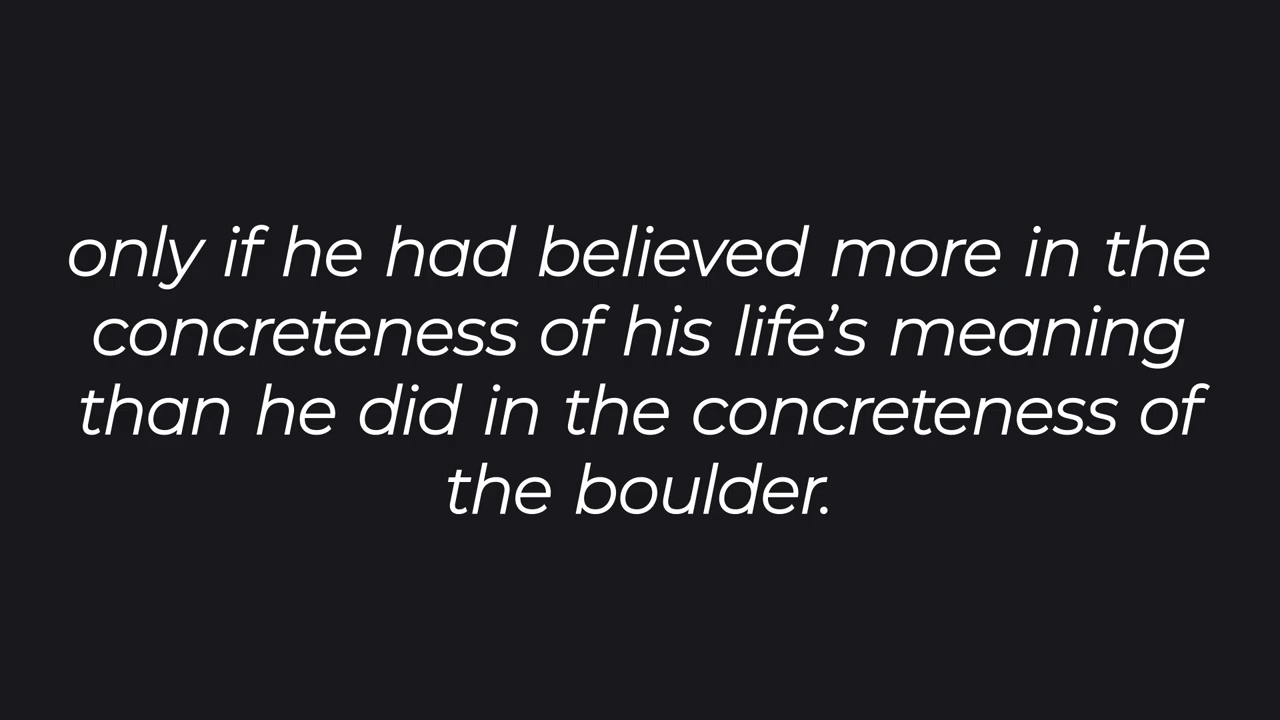 only if he had believed more in the
concreteness of his life’s meaning
than he did in the concreteness of
the boulder.